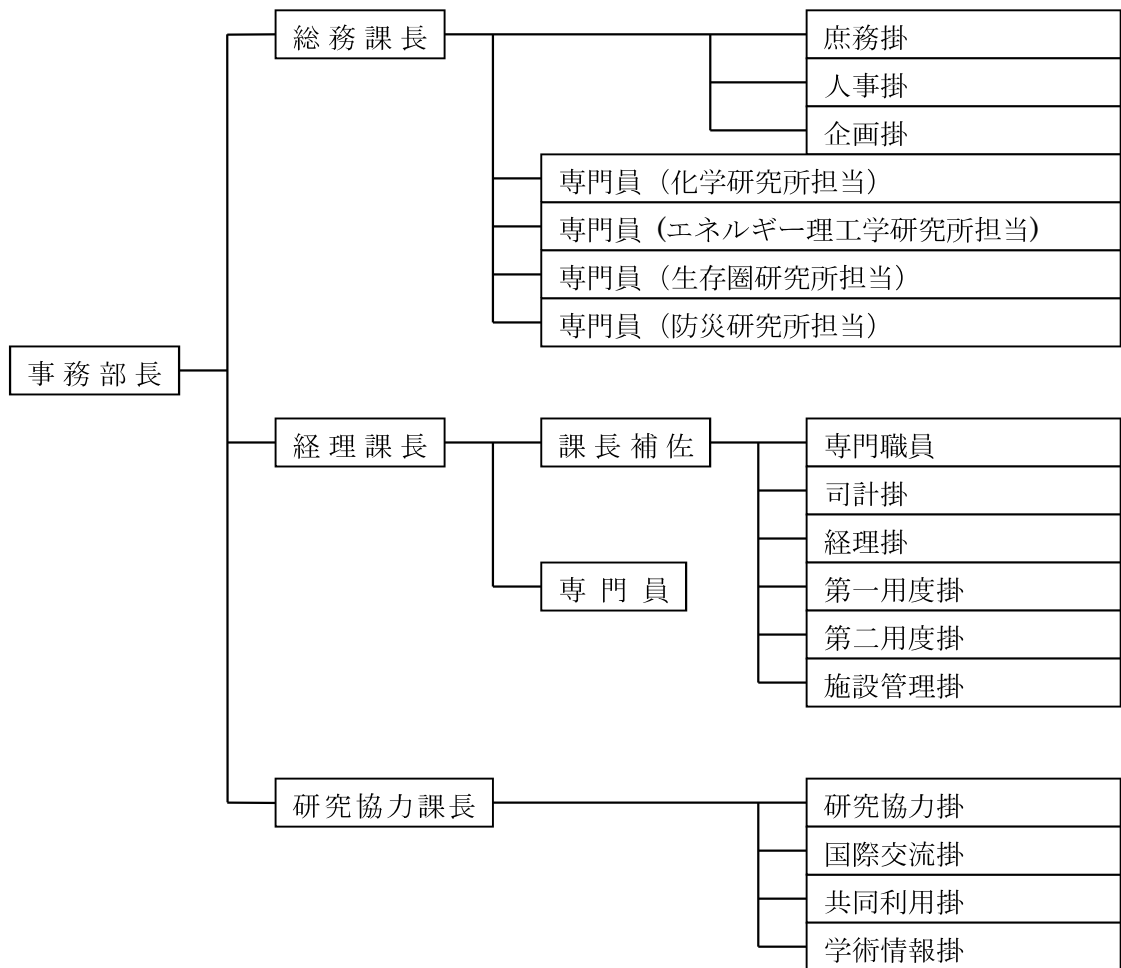 総務課長
庶務掛
人事掛
企画掛
専門員（化学研究所担当）
専門員 (エネルギー理工学研究所担当)
専門員（生存圏研究所担当）
専門員（防災研究所担当）
事務部長
経理課長
課長補佐
専門職員
司計掛
経理掛
第一用度掛
専門員
第二用度掛
施設管理掛
研究協力課長
研究協力掛
国際交流掛
共同利用掛
学術情報掛